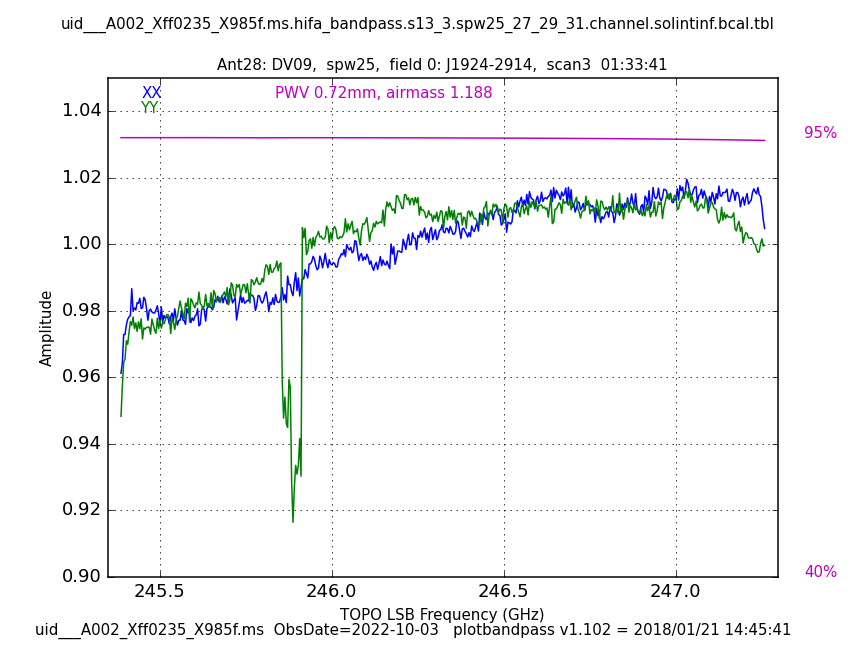 uid___A002_Xff0235_X985f.ms.hifa_bandpass.s13_3.spw25_27_29_31.channel.solintinf.bcal.tbl
Ant28: DV09,  spw25,  field 0: J1924-2914,  scan3  01:33:41
XX
PWV 0.72mm, airmass 1.188
YY
1.04
95%
1.02
1.00
0.98
Amplitude
0.96
0.94
0.92
0.90
40%
245.5 246.0 246.5 247.0
TOPO LSB Frequency (GHz)
uid___A002_Xff0235_X985f.ms  ObsDate=2022-10-03   plotbandpass v1.102 = 2018/01/21 14:45:41